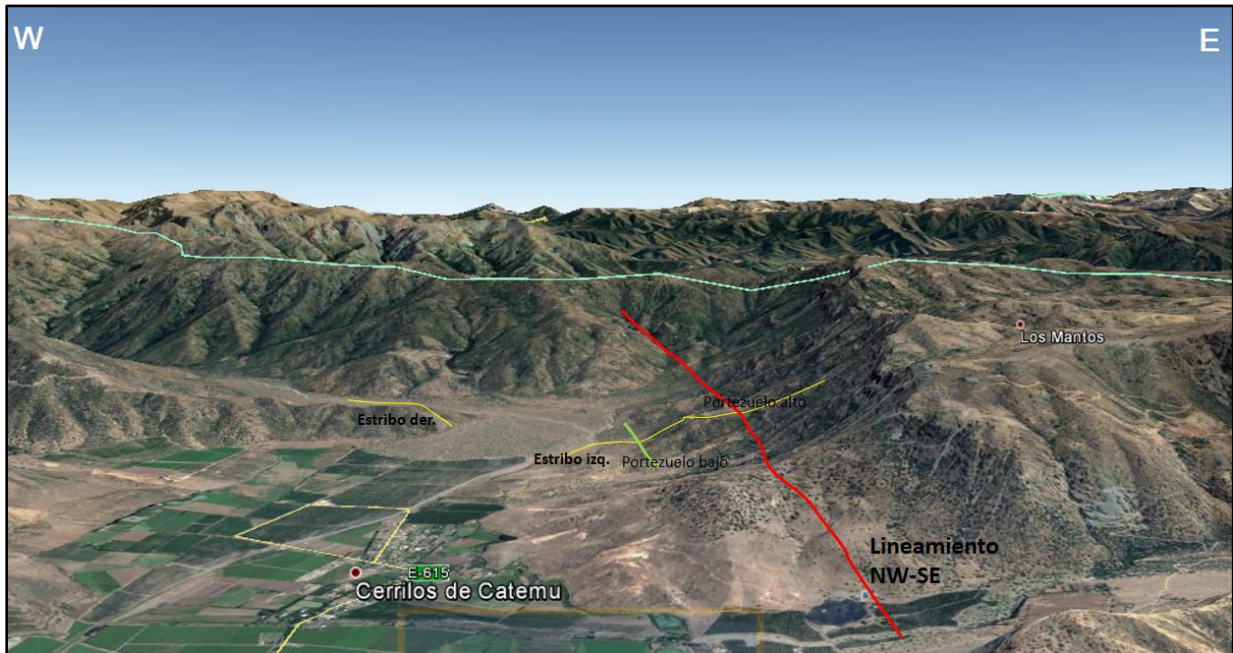 W
E
Los Mantos
Portezuelo alto
Estribo der.
Estribo izq.
Portezuelo bajo
Lineamiento
NW-SE
E-615
Cerrilos de Catemu